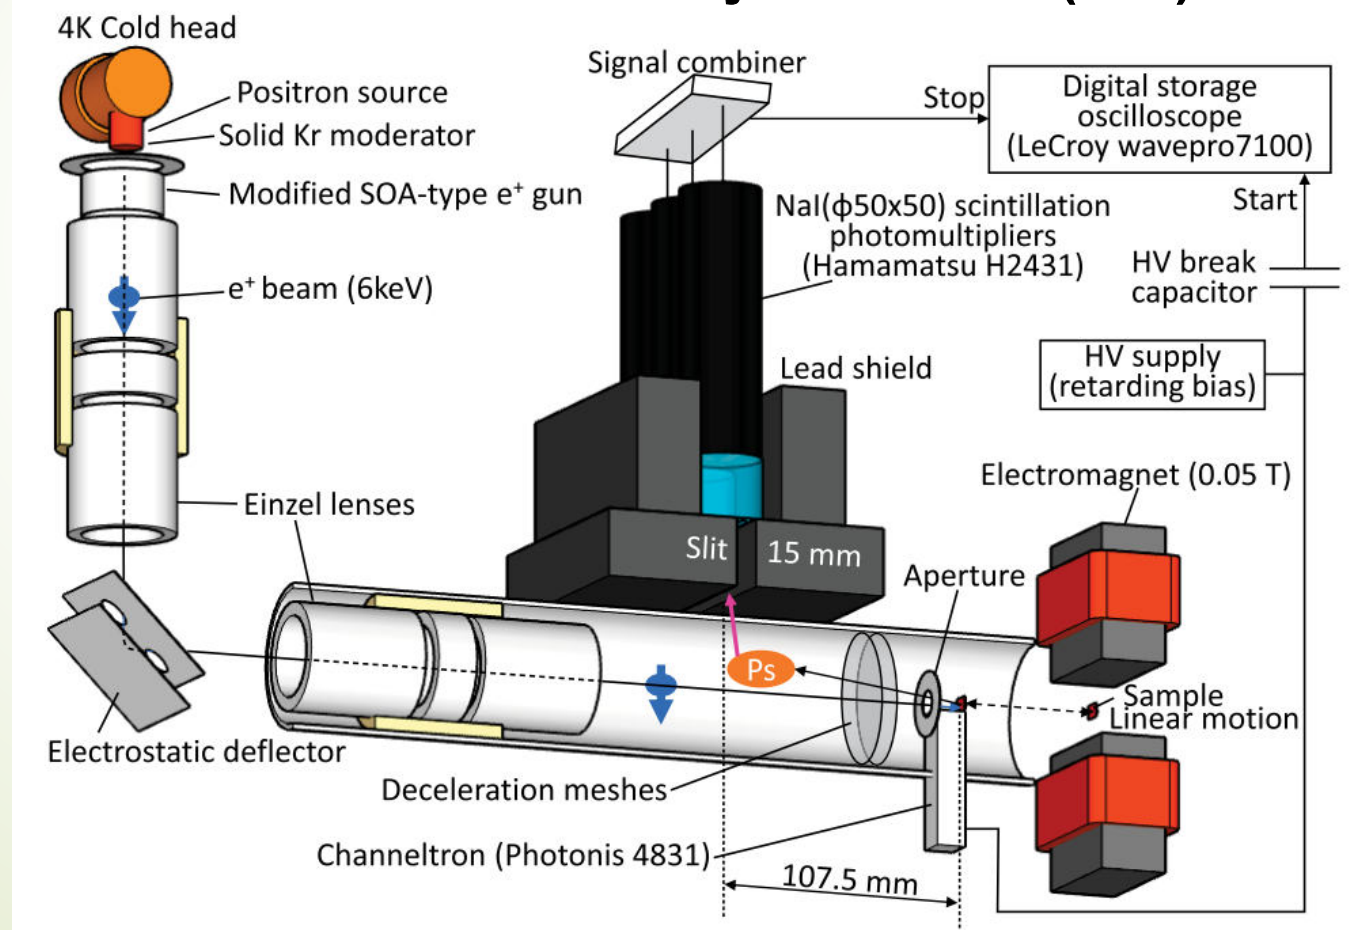 4K Cold head
Positron source
Solid Kr moderator
Modified SOA-type e⁺ gun
e⁺ beam (6keV)
Einzel lenses
Electrostatic deflector
Signal combiner
Stop
Digital storage
oscilloscope
(LeCroy wavepro7100)
Start
NaI(ϕ50x50) scintillation
photomultipliers
(Hamamatsu H2431)
HV break
capacitor
HV supply
(retarding bias)
Lead shield
Electromagnet (0.05 T)
Slit
15 mm
Aperture
Ps
Sample
Linear motion
Deceleration meshes
Channeltron (Photonis 4831)
107.5 mm